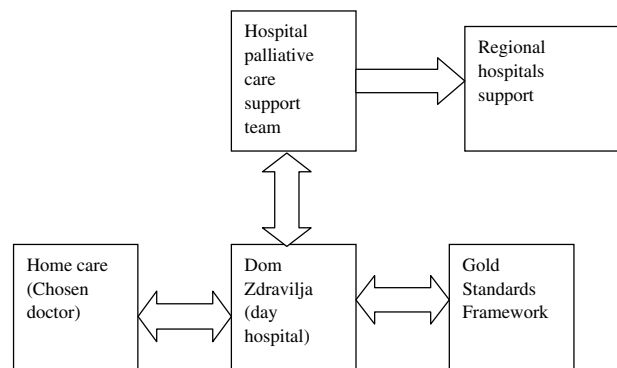 Hospital
palliative
care
support
team
Regional
hospitals
support
Home care
(Chosen
doctor)
Dom
Zdravilja
(day
hospital)
Gold
Standards
Framework